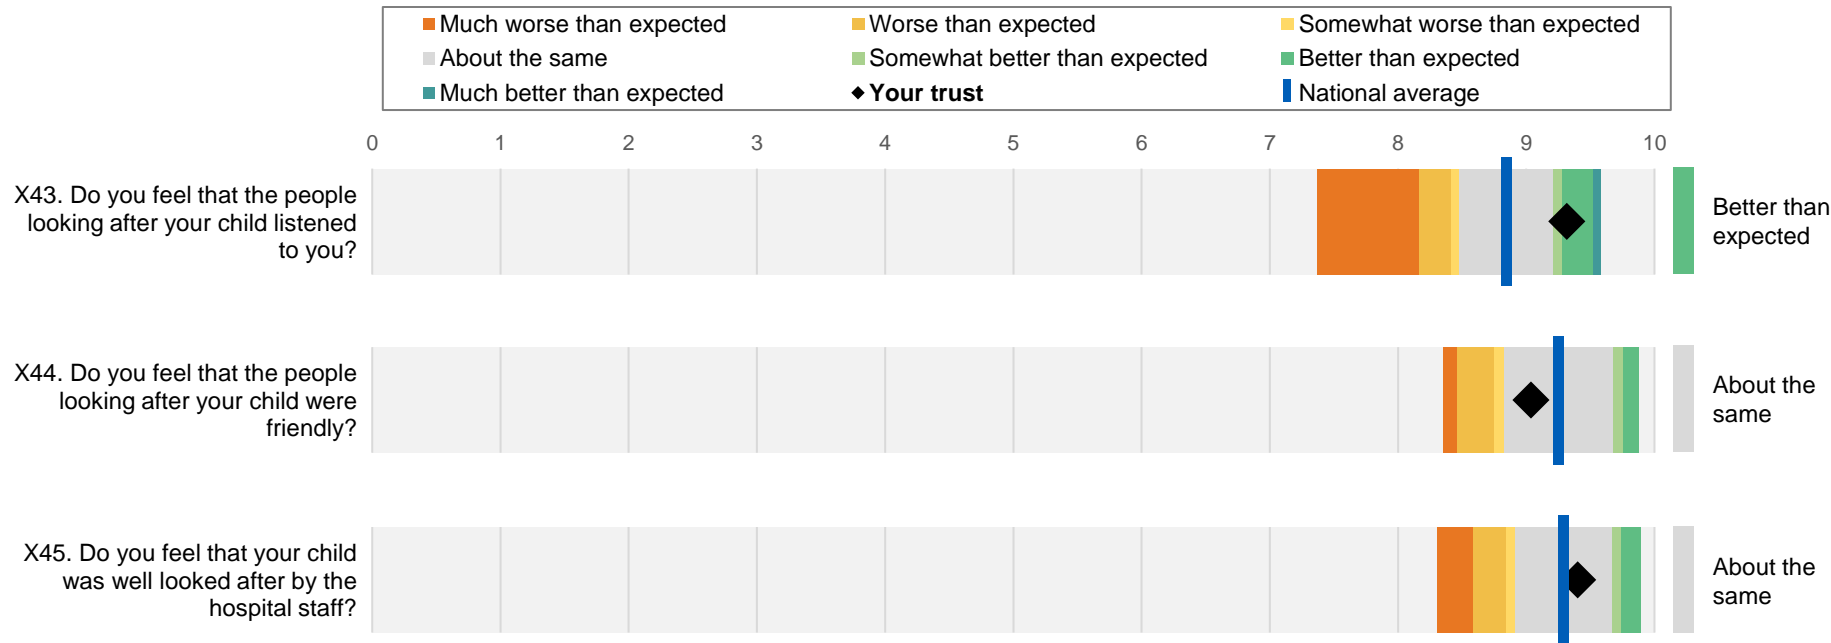 Much worse than expected
Worse than expected
Somewhat worse than expected
About the same
Somewhat better than expected
Better than expected
Much better than expected
Your trust
National average
0 1 2 3 4 5 6 7 8 9 10
X43. Do you feel that the people
looking after your child listened
to you?
Better than
expected
X44. Do you feel that the people
looking after your child were
friendly?
About the
same
X45. Do you feel that your child
was well looked after by the
hospital staff?
About the
same